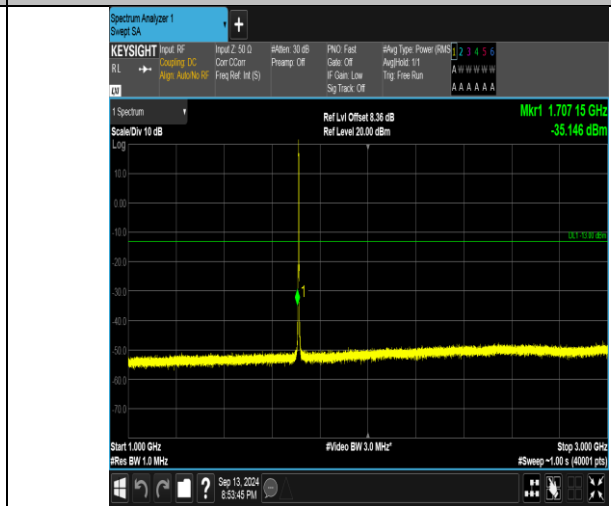 Spectrum Analyzer 1
Swept SA
+
KEYSIGHT
RL
LXI
Input: RF
Coupling: DC
Align: Auto/No RF
Input Z: 50 Ω
Corr CCorr
Freq Ref: Int (S)
#Atten: 30 dB
Preamp: Off
PNO: Fast
Gate: Off
IF Gain: Low
Sig Track: Off
#Avg Type: Power (RMS
Avg|Hold: 1/1
Trig: Free Run
1 2 3 4 5 6
A W W W W W
A A A A A A
1 Spectrum
Scale/Div 10 dB
Log
Ref Lvl Offset 8.36 dB
Ref Level 20.00 dBm
Mkr1 1.707 15 GHz
-35.146 dBm
10.0
0.00
-10.0
DL1 -13.00 dBm
-20.0
-30.0
1
-40.0
-50.0
-60.0
-70.0
Start 1.000 GHz
#Res BW 1.0 MHz
#Video BW 3.0 MHz*
Stop 3.000 GHz
#Sweep ~1.00 s (40001 pts)
?
Sep 13, 2024
8:53:45 PM